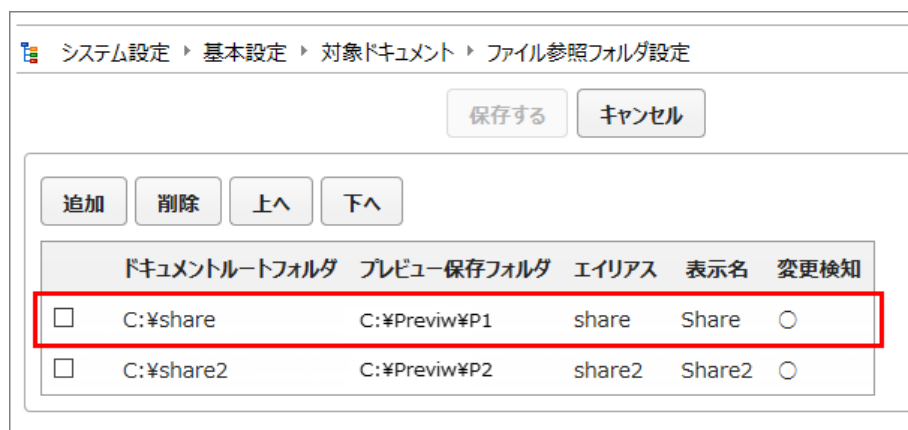 システム設定 ▸ 基本設定 ▸ 対象ドキュメント ▸ ファイル参照フォルダ設定
保存する キャンセル
追加 削除 上へ 下へ
ドキュメントルートフォルダ プレビュー保存フォルダ エイリアス 表示名 変更検知
C:¥share C:¥Previw¥P1 share Share ○
C:¥share2 C:¥Previw¥P2 share2 Share2 ○